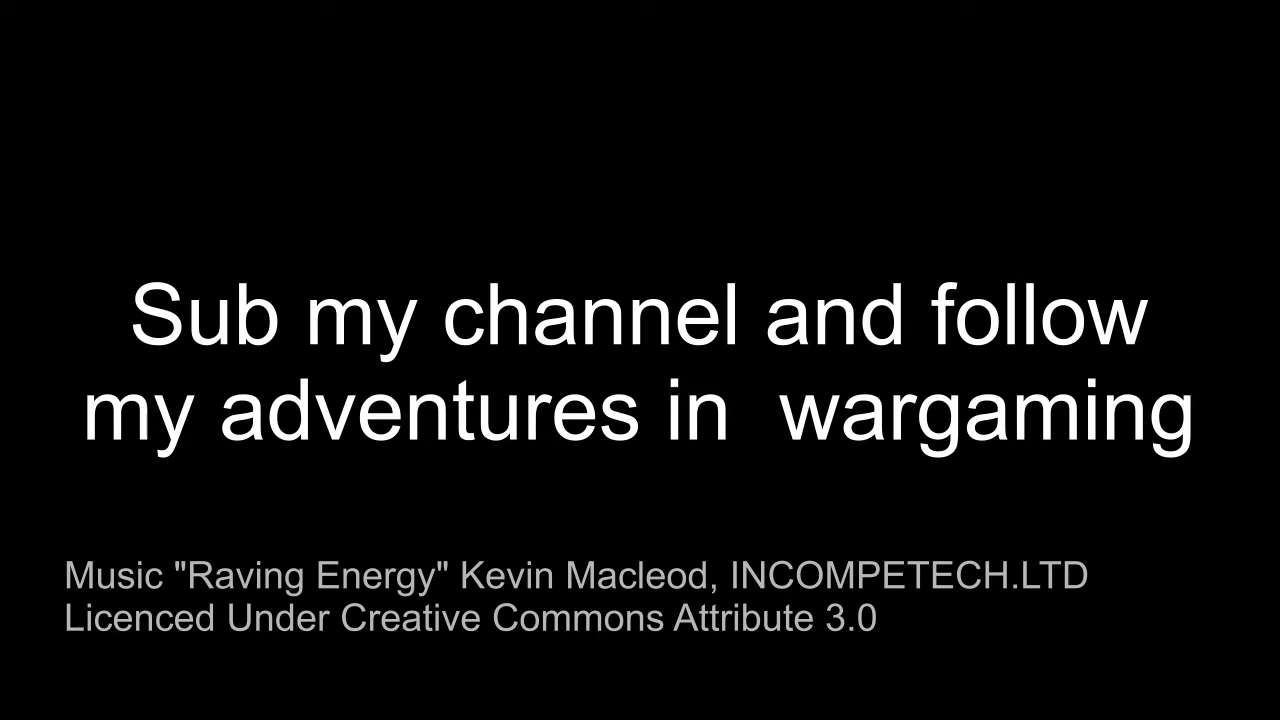 Sub my channel and follow
my adventures in  wargaming
Music "Raving Energy" Kevin Macleod, INCOMPETECH.LTD
Licenced Under Creative Commons Attribute 3.0